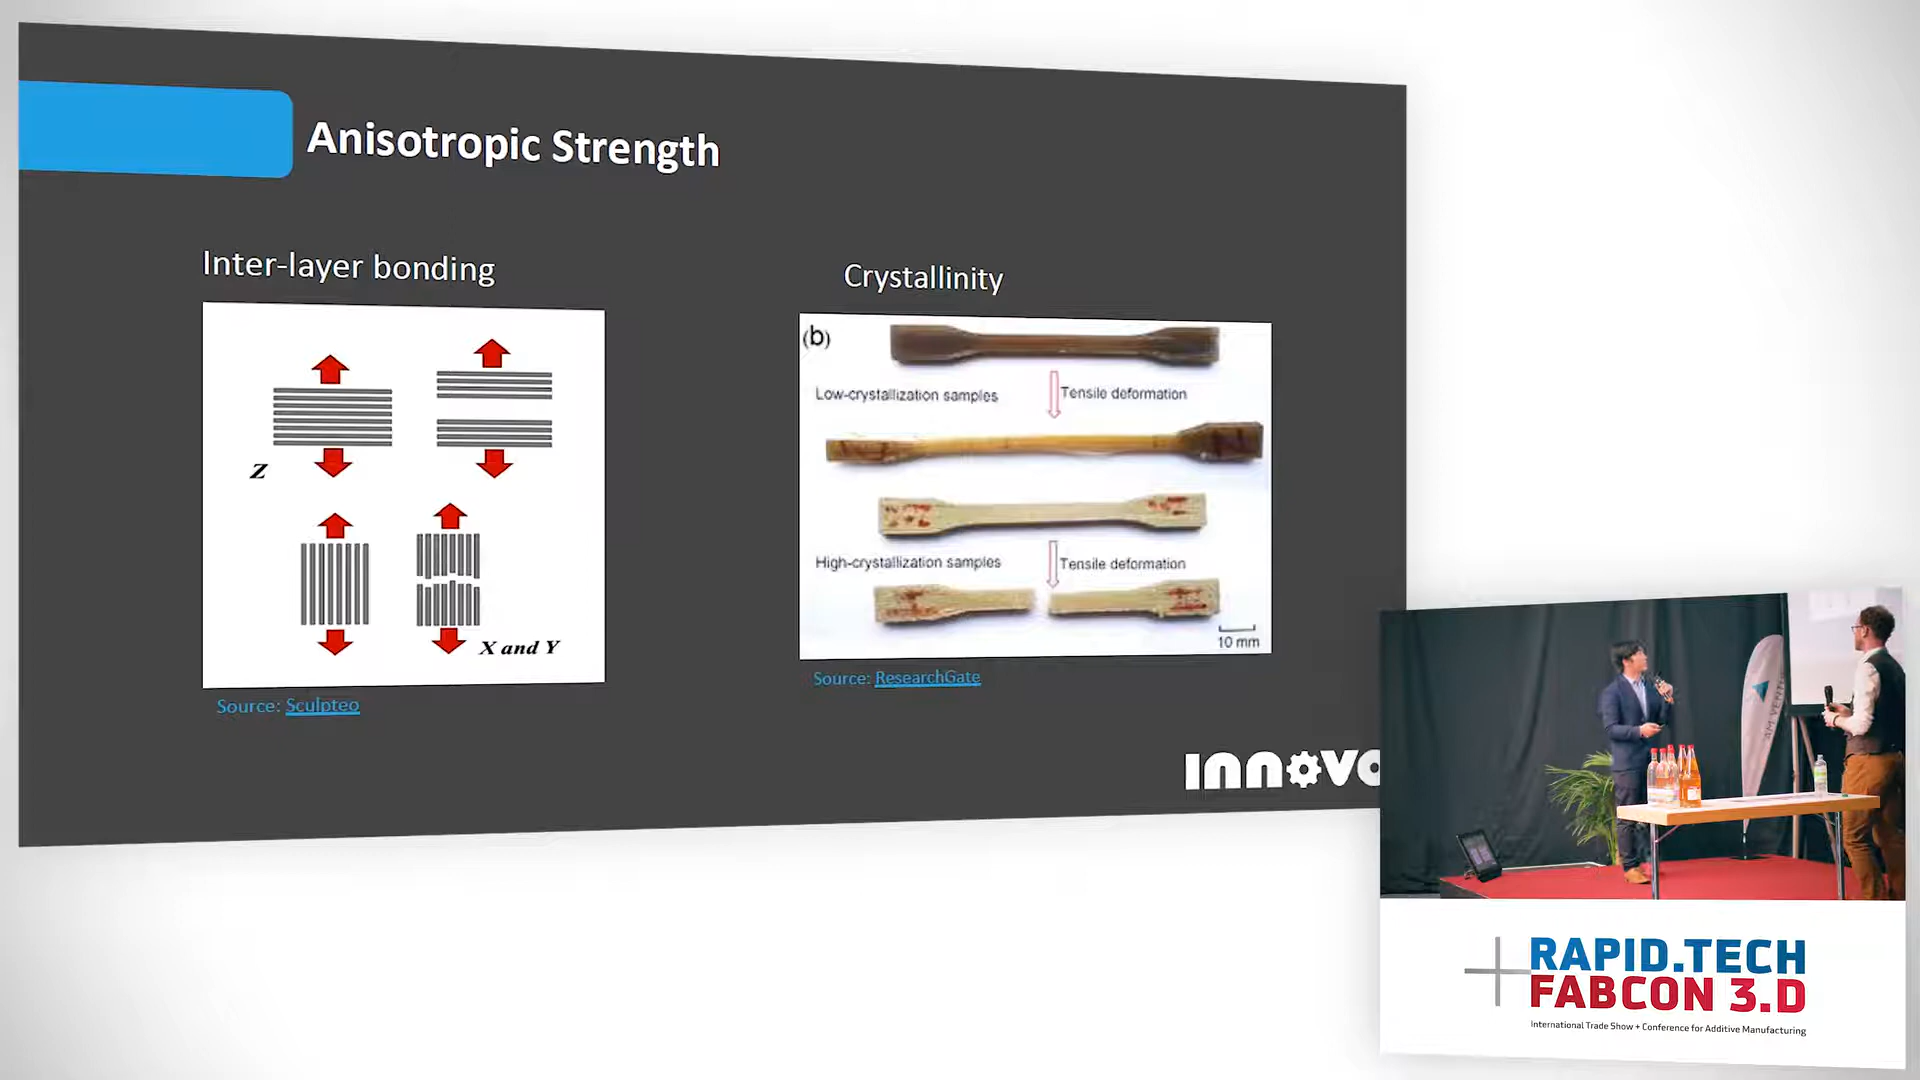 Anisotropic Strength
Inter-layer bonding
Z
X and Y
Source: Sculpteo
Crystallinity
(b)
Low-crystallization samples
Tensile deformation
High-crystallization samples
Tensile deformation
10 mm
Source: ResearchGate
RAPID.TECH
FABCON 3.D
International Trade Show + Conference for Additive Manufacturing